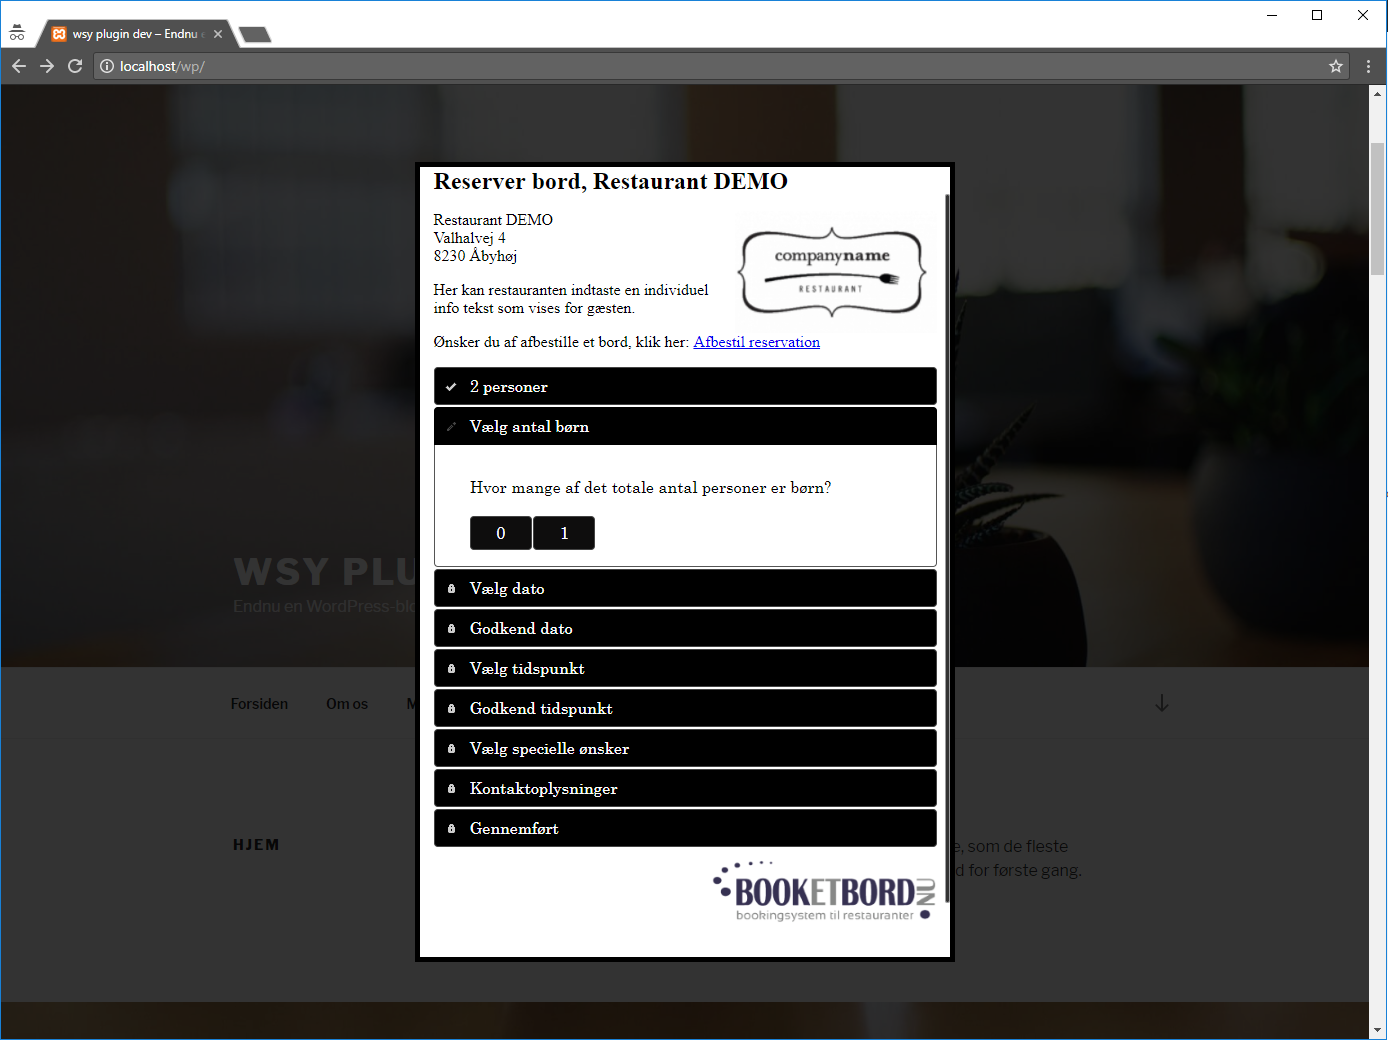 wsy plugin dev – Endnu e
localhost/wp/
Reserver bord, Restaurant DEMO
Restaurant DEMO
Valhalvej 4
8230 Åbyhøj
companyname
RESTAURANT
Her kan restauranten indtaste en individuel
info tekst som vises for gæsten.
Ønsker du af afbestille et bord, klik her: Afbestil reservation
2 personer
Vælg antal børn
Hvor mange af det totale antal personer er børn?
0 1
Vælg dato
Godkend dato
Vælg tidspunkt
Godkend tidspunkt
Vælg specielle ønsker
Kontaktoplysninger
Gennemført
BOOKETBORD.NU
bookingsystem til restauranter
WSY PLU
Endnu en WordPress-blo
Forsiden Om os M
HJEM
e, som de fleste
d for første gang.